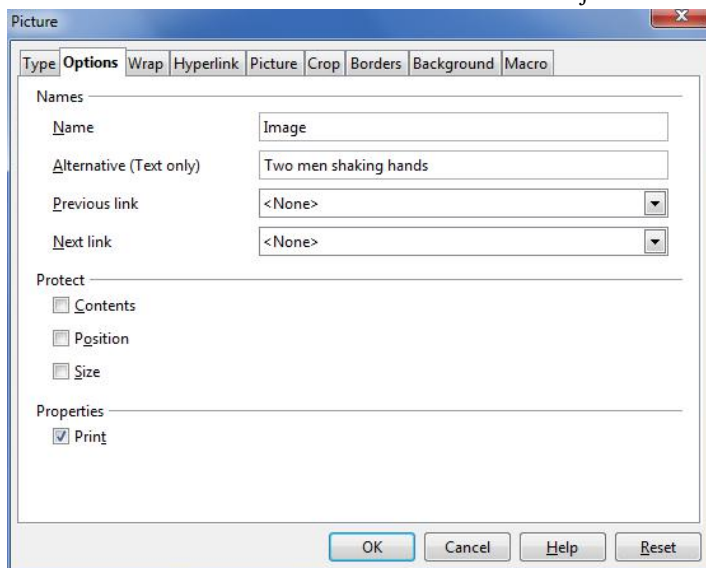 Picture
Type Options Wrap Hyperlink Picture Crop Borders Background Macro
Names
Name Image
Alternative (Text only) Two men shaking hands
Previous link <None>
Next link <None>
Protect
Contents
Position
Size
Properties
Print
OK Cancel Help Reset